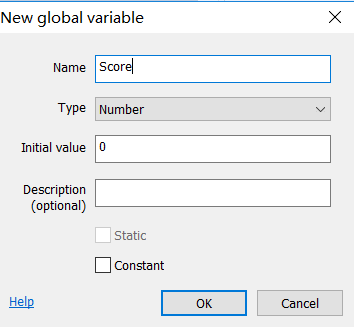 New global variable
Name Score
Type Number
Initial value 0
Description
(optional)
Static
Constant
Help OK Cancel